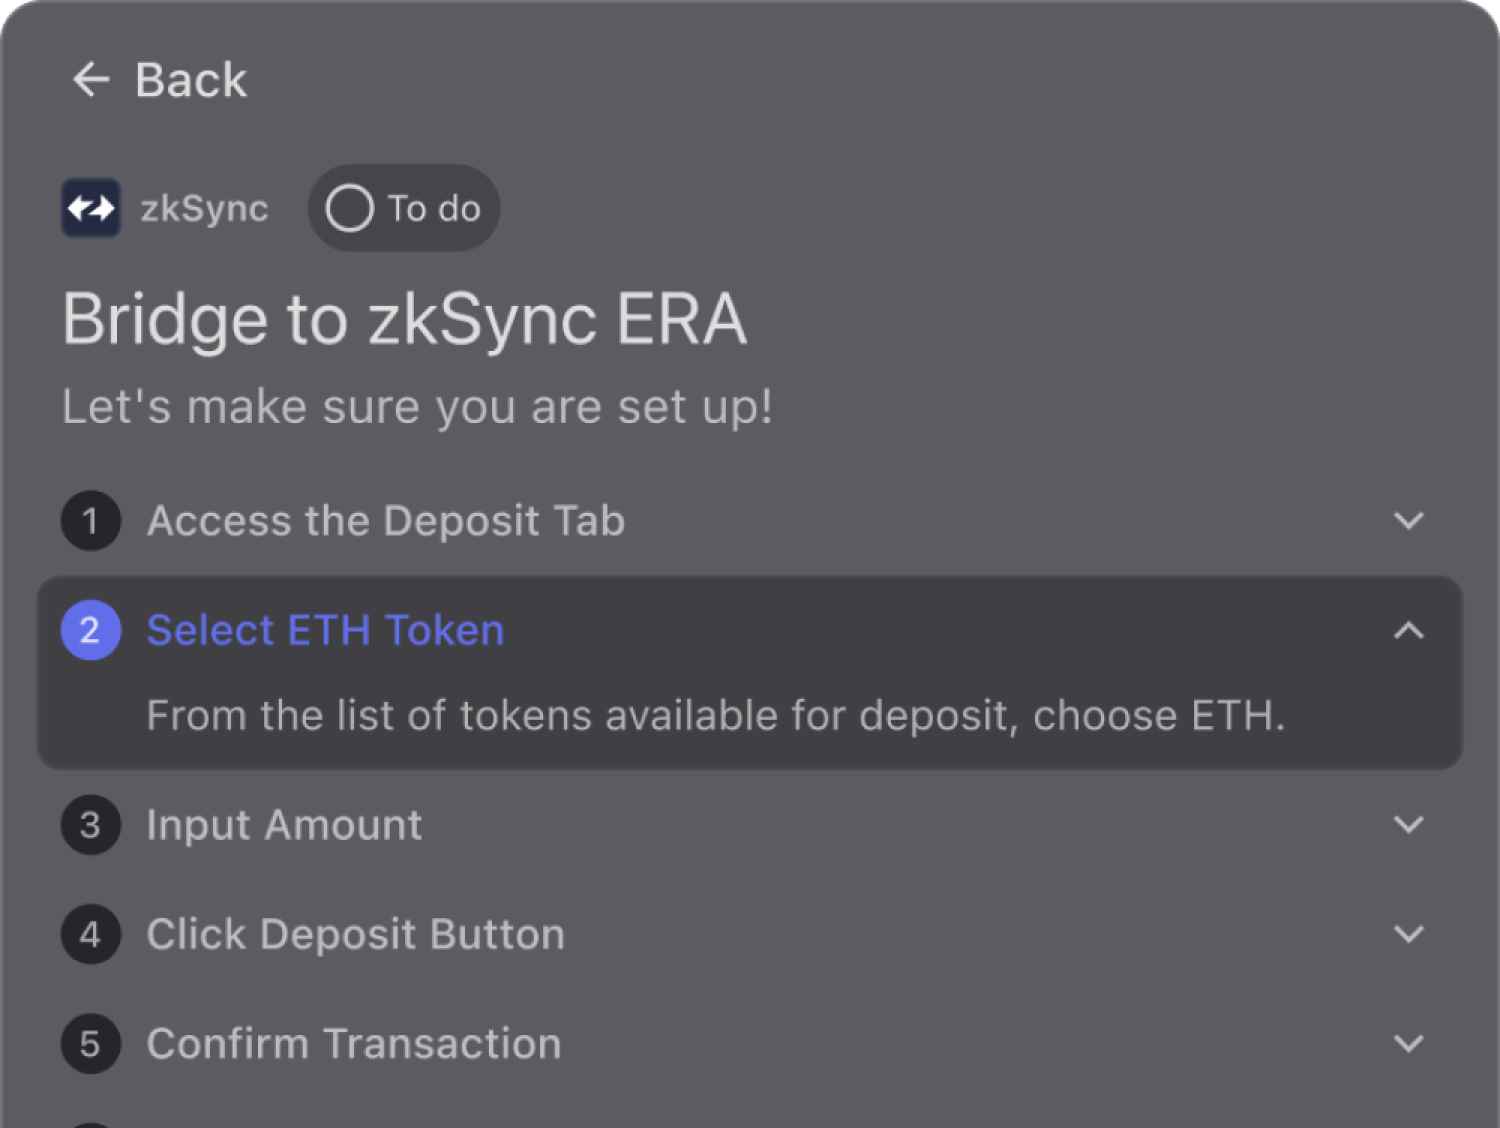 Back
zkSync To do
Bridge to zkSync ERA
Let's make sure you are set up!
1 Access the Deposit Tab
2 Select ETH Token
From the list of tokens available for deposit, choose ETH.
3 Input Amount
4 Click Deposit Button
5 Confirm Transaction